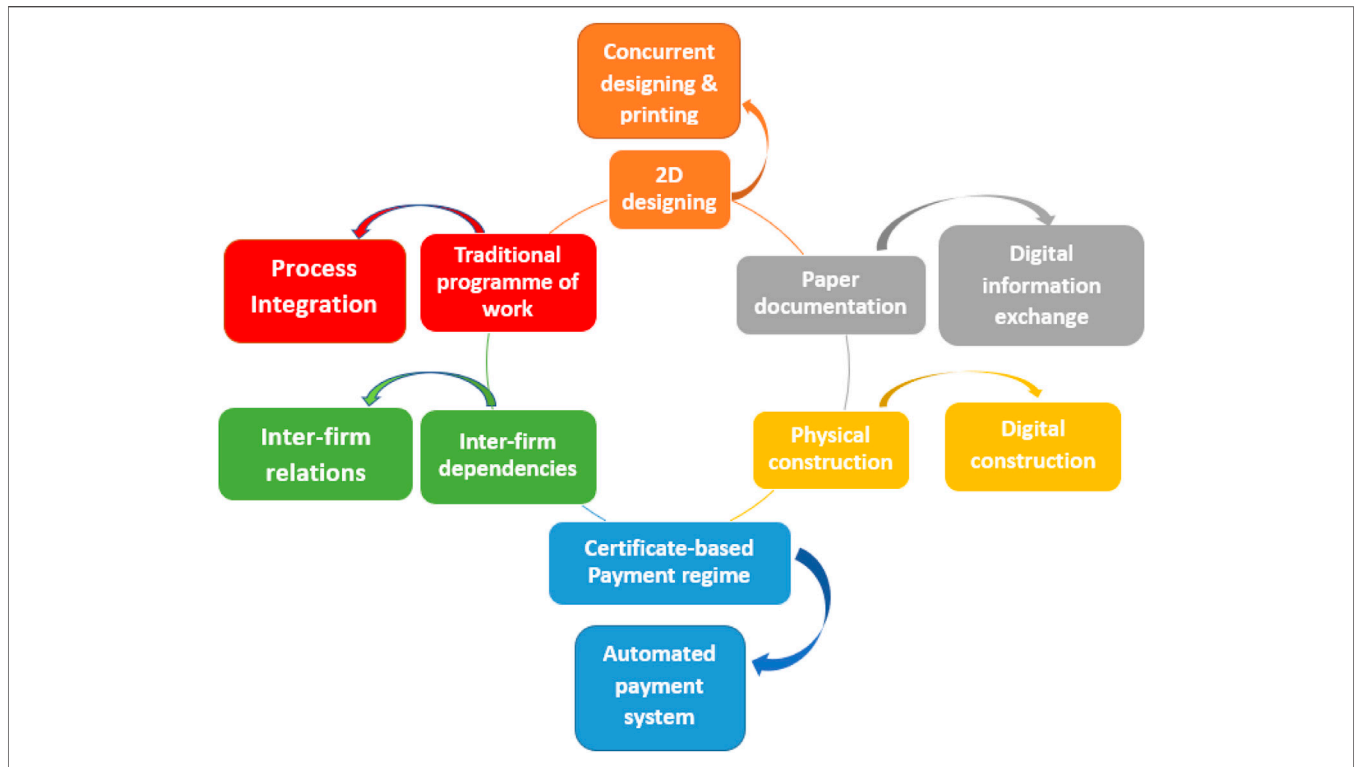 Concurrent
designing &
printing
2D
designing
Process
Integration
Traditional
programme of
work
Paper
documentation
Digital
information
exchange
Inter-firm
relations
Inter-firm
dependencies
Physical
construction
Digital
construction
Certificate-based
Payment regime
Automated
payment
system